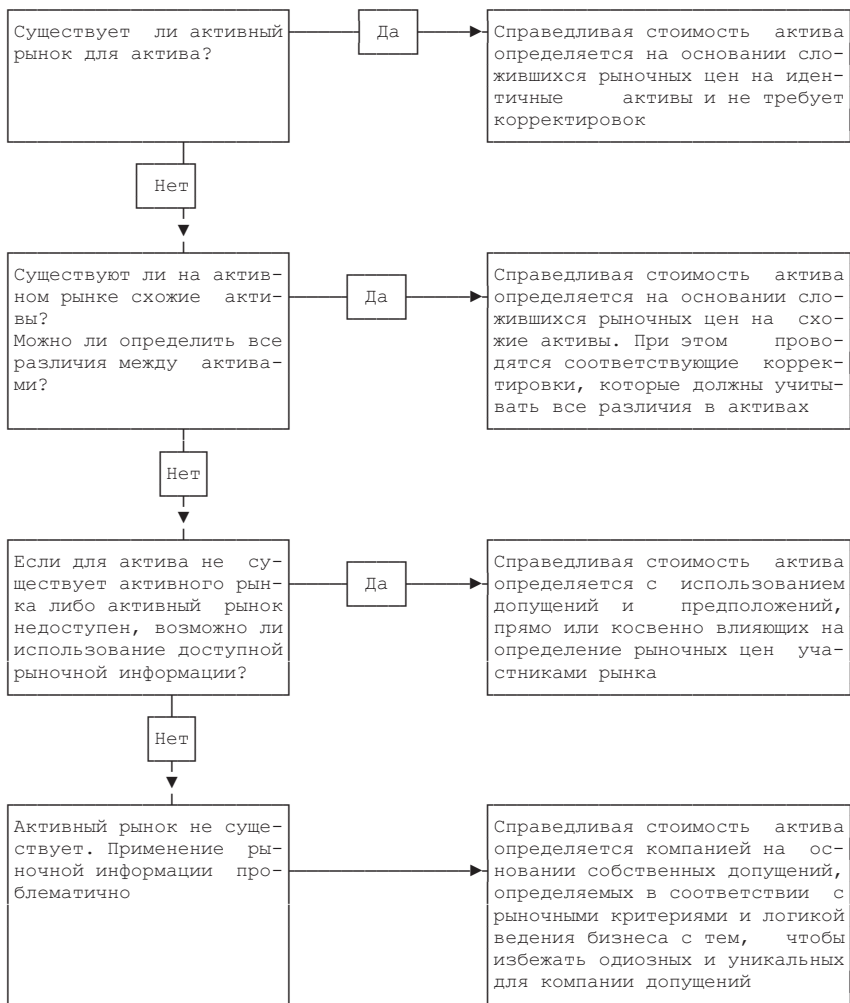 Существует ли активный
рынок для актива?
Да
Справедливая стоимость актива
определяется на основании сло-
жившихся рыночных цен на иден-
тичные активы и не требует
корректировок
Нет
Существуют ли на актив-
ном рынке схожие акти-
вы?
Можно ли определить все
различия между актива-
ми?
Да
Справедливая стоимость актива
определяется на основании сло-
жившихся рыночных цен на схо-
жие активы. При этом прово-
дятся соответствующие коррек-
тировки, которые должны учиты-
вать все различия в активах
Нет
Если для актива не су-
ществует активного рын-
ка либо активный рынок
недоступен, возможно ли
использование доступной
рыночной информации?
Да
Справедливая стоимость актива
определяется с использованием
допущений и предположений,
прямо или косвенно влияющих на
определение рыночных цен уча-
стниками рынка
Нет
Активный рынок не суще-
ствует. Применение ры-
ночной информации про-
блематично
Справедливая стоимость актива
определяется компанией на ос-
новании собственных допущений,
определяемых в соответствии с
рыночными критериями и логикой
ведения бизнеса с тем, чтобы
избежать одиозных и уникальных
для компании допущений